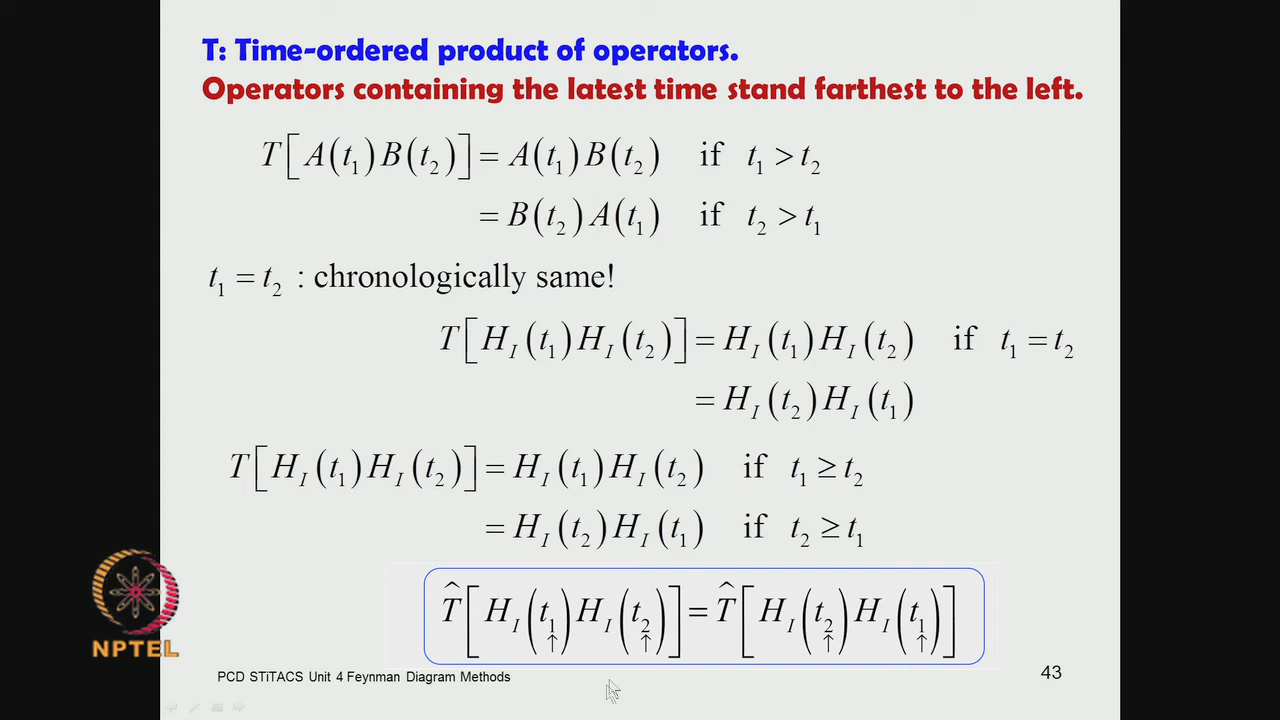 T: Time-ordered product of operators.
Operators containing the latest time stand farthest to the left.
T[A(t₁)B(t₂)] = A(t₁)B(t₂) if t₁ > t₂
= B(t₂)A(t₁) if t₂ > t₁
t₁ = t₂ : chronologically same!
T[H_I(t₁)H_I(t₂)] = H_I(t₁)H_I(t₂) if t₁ = t₂
= H_I(t₂)H_I(t₁)
T[H_I(t₁)H_I(t₂)] = H_I(t₁)H_I(t₂) if t₁ ≥ t₂
= H_I(t₂)H_I(t₁) if t₂ ≥ t₁
T̂[H_I(t₁↑)H_I(t₂↑)] = T̂[H_I(t₂↑)H_I(t₁↑)]
NPTEL
PCD STiTACS Unit 4 Feynman Diagram Methods
43